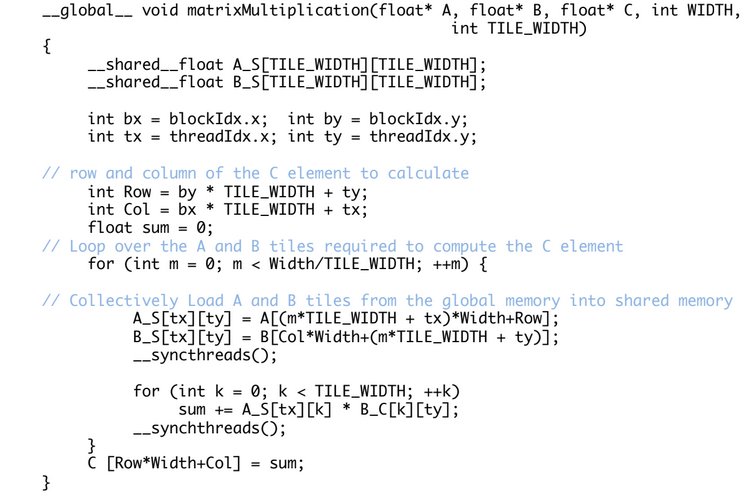 __global__ void matrixMultiplication(float* A, float* B, float* C, int WIDTH,
int TILE_WIDTH)
{
__shared__float A_S[TILE_WIDTH][TILE_WIDTH];
__shared__float B_S[TILE_WIDTH][TILE_WIDTH];
int bx = blockIdx.x; int by = blockIdx.y;
int tx = threadIdx.x; int ty = threadIdx.y;
// row and column of the C element to calculate
int Row = by * TILE_WIDTH + ty;
int Col = bx * TILE_WIDTH + tx;
float sum = 0;
// Loop over the A and B tiles required to compute the C element
for (int m = 0; m < Width/TILE_WIDTH; ++m) {
// Collectively Load A and B tiles from the global memory into shared memory
A_S[tx][ty] = A[(m*TILE_WIDTH + tx)*Width+Row];
B_S[tx][ty] = B[Col*Width+(m*TILE_WIDTH + ty)];
__syncthreads();
for (int k = 0; k < TILE_WIDTH; ++k)
sum += A_S[tx][k] * B_C[k][ty];
__synchthreads();
}
C [Row*Width+Col] = sum;
}